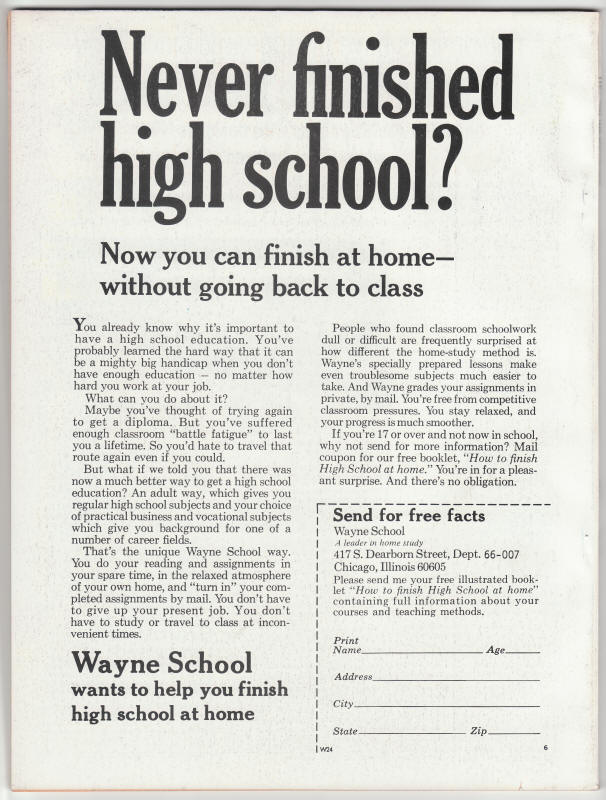 Never finished
high school?
Now you can finish at home—
without going back to class
You already know why it's important to
have a high school education. You've
probably learned the hard way that it can
be a mighty big handicap when you don't
have enough education — no matter how
hard you work at your job.
What can you do about it?
Maybe you've thought of trying again
to get a diploma. But you've suffered
enough classroom "battle fatigue" to last
you a lifetime. So you'd hate to travel that
route again even if you could.
But what if we told you that there was
now a much better way to get a high school
education? An adult way, which gives you
regular high school subjects and your choice
of practical business and vocational subjects
which give you background for one of a
number of career fields.
That's the unique Wayne School way.
You do your reading and assignments in
your spare time, in the relaxed atmosphere
of your own home, and "turn in" your com-
pleted assignments by mail. You don't have
to give up your present job. You don't
have to study or travel to class at incon-
venient times.
Wayne School
wants to help you finish
high school at home
People who found classroom schoolwork
dull or difficult are frequently surprised at
how different the home-study method is.
Wayne's specially prepared lessons make
even troublesome subjects much easier to
take. And Wayne grades your assignments in
private, by mail. You're free from competitive
classroom pressures. You stay relaxed, and
your progress is much smoother.
If you're 17 or over and not now in school,
why not send for more information? Mail
coupon for our free booklet, "How to finish
High School at home." You're in for a pleas-
ant surprise. And there's no obligation.
Send for free facts
Wayne School
A leader in home study
417 S. Dearborn Street, Dept. 66-007
Chicago, Illinois 60605
Please send me your free illustrated book-
let "How to finish High School at home"
containing full information about your
courses and teaching methods.
Print
Name Age
Address
City
State Zip
W24 6